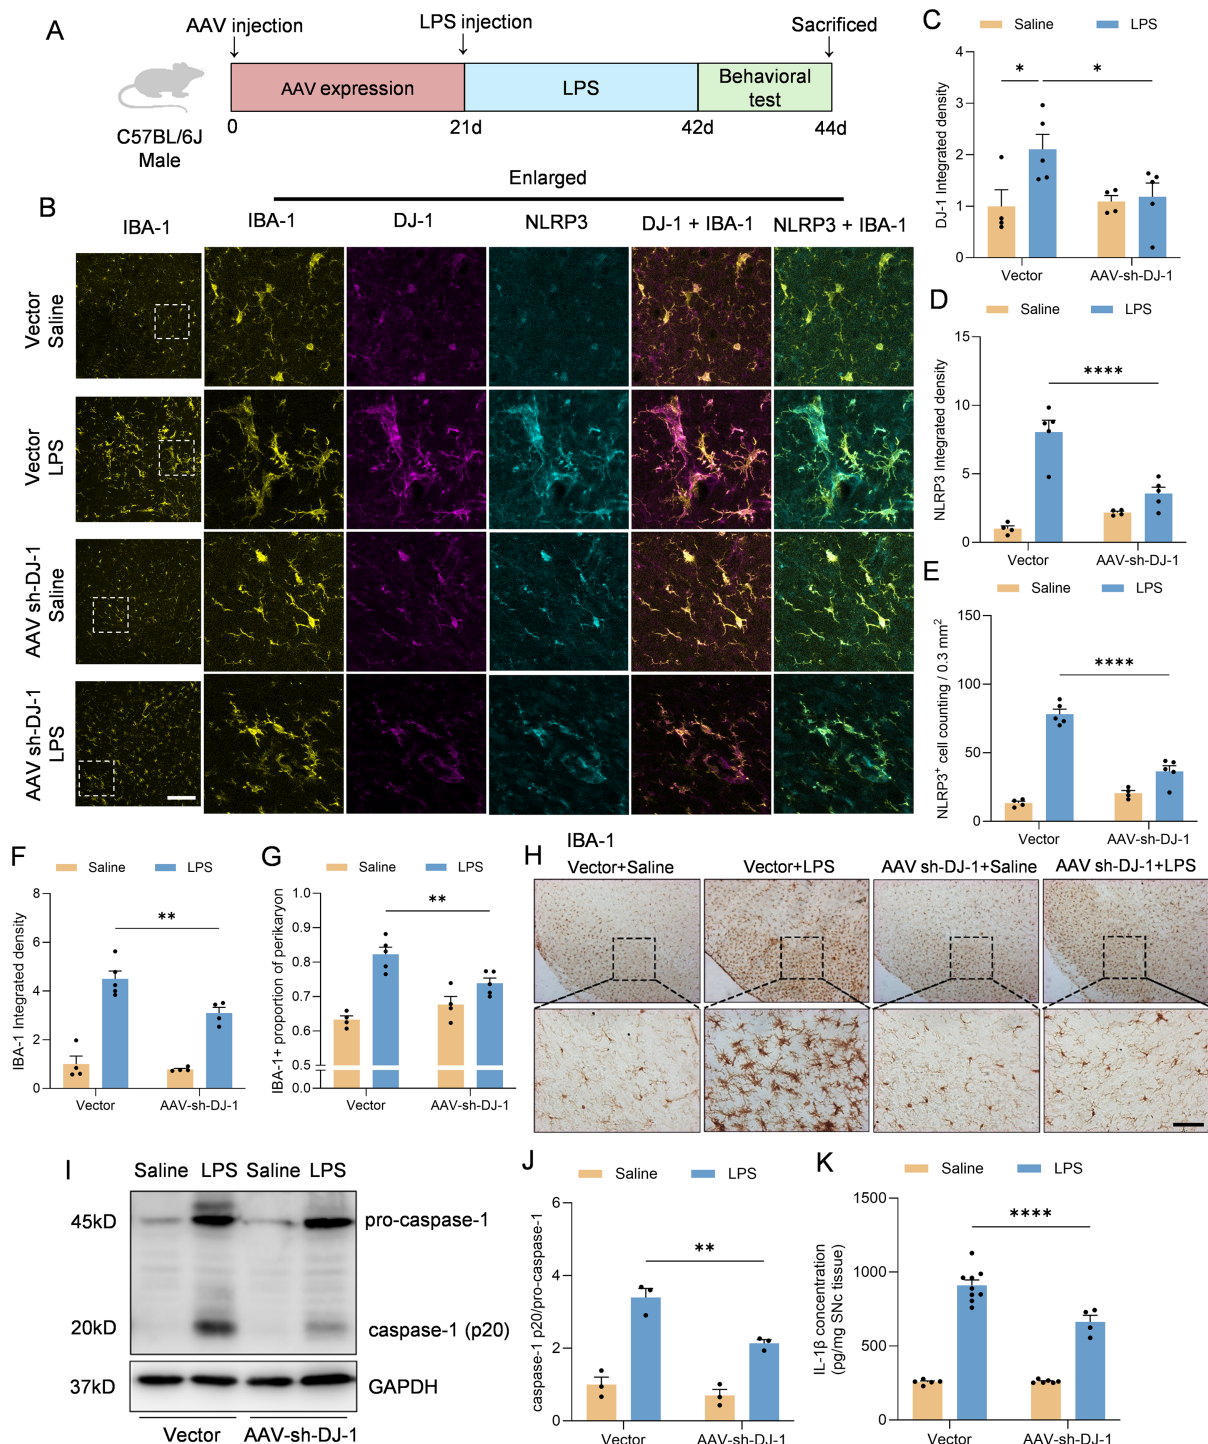 A
AAV injection
LPS injection
Sacrificed
AAV expression
LPS
Behavioral
test
0
21d
42d
44d
C57BL/6J
Male
B
Enlarged
IBA-1
IBA-1
DJ-1
NLRP3
DJ-1 + IBA-1
NLRP3 + IBA-1
Vector
Saline
Vector
LPS
AAV sh-DJ-1
Saline
AAV sh-DJ-1
LPS
C
Saline
LPS
DJ-1 Integrated density
4
3
2
1
0
*
*
Vector
AAV-sh-DJ-1
D
Saline
LPS
NLRP3 Integrated density
15
10
5
0
****
Vector
AAV-sh-DJ-1
E
Saline
LPS
NLRP3+ cell counting / 0.3 mm2
150
100
50
0
****
Vector
AAV-sh-DJ-1
F
Saline
LPS
IBA-1 Integrated density
8
6
4
2
0
**
Vector
AAV-sh-DJ-1
G
Saline
LPS
IBA-1+ proportion of perikaryon
1.0
0.9
0.8
0.7
0.6
0.5
0.0
**
Vector
AAV-sh-DJ-1
H
IBA-1
Vector+Saline
Vector+LPS
AAV sh-DJ-1+Saline
AAV sh-DJ-1+LPS
I
Saline
LPS
Saline
LPS
45kD
pro-caspase-1
20kD
caspase-1 (p20)
37kD
GAPDH
Vector
AAV-sh-DJ-1
J
Saline
LPS
caspase-1 p20/pro-caspase-1
6
4
2
0
**
Vector
AAV-sh-DJ-1
K
Saline
LPS
IL-1β concentration
(pg/mg SNc tissue)
1500
1000
500
0
****
Vector
AAV-sh-DJ-1